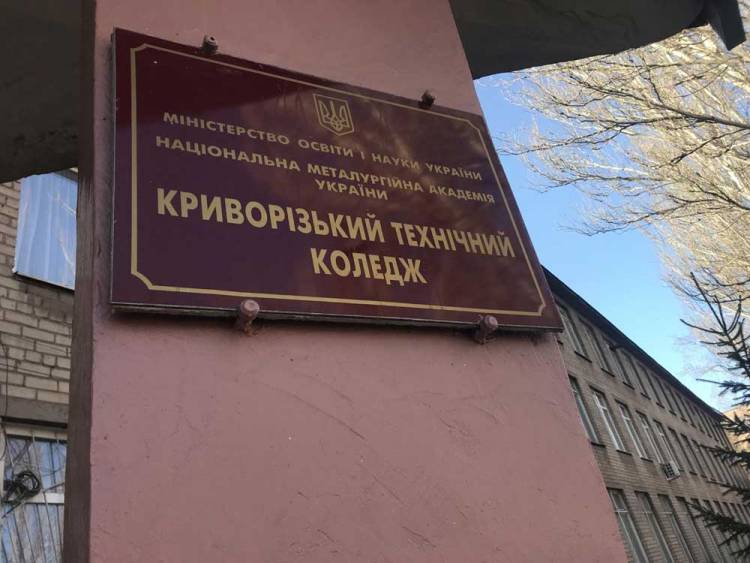 МІНІСТЕРСТВО ОСВІТИ І НАУКИ УКРАЇНИ
НАЦІОНАЛЬНА МЕТАЛУРГІЙНА АКАДЕМІЯ
УКРАЇНИ
КРИВОРІЗЬКИЙ ТЕХНІЧНИЙ
КОЛЕДЖ